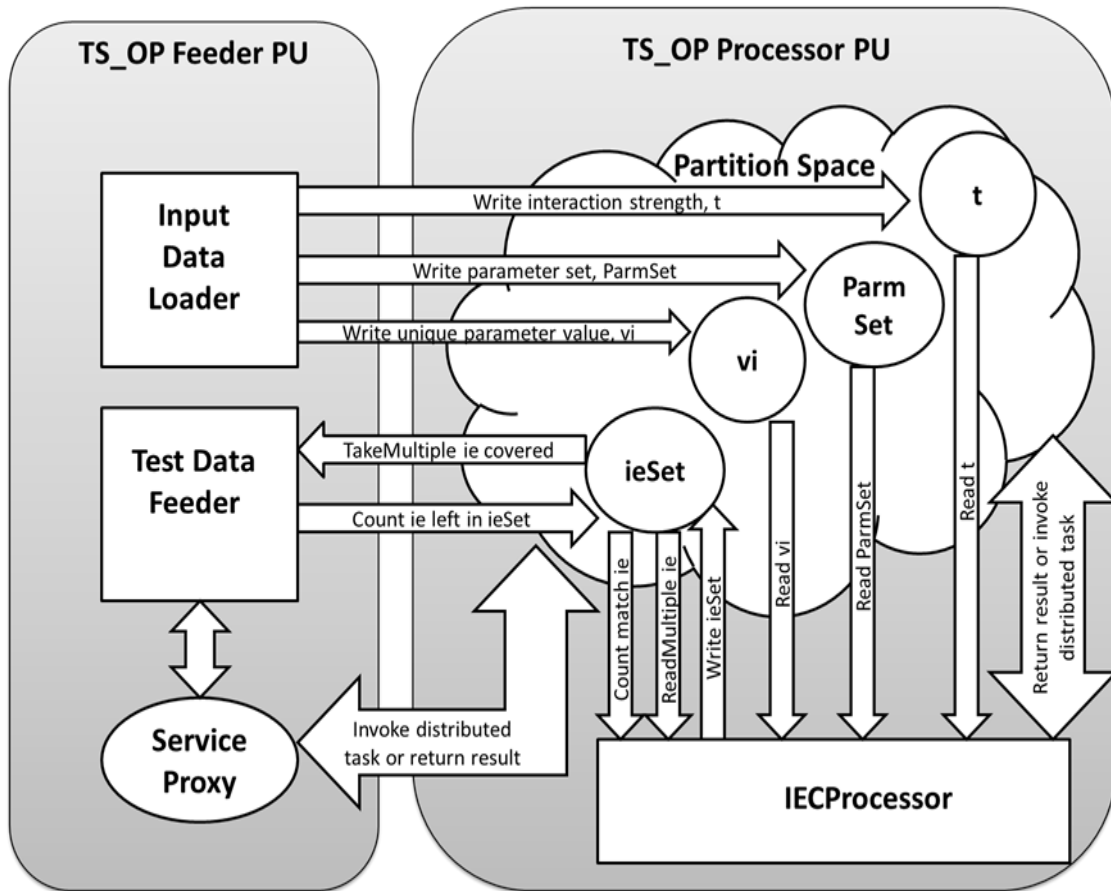 TS_OP Feeder PU
TS_OP Processor PU
Partition Space
Input
Data
Loader
Write interaction strength, t
t
Write parameter set, ParmSet
Parm
Set
Write unique parameter value, vi
vi
Test Data
Feeder
TakeMultiple ie covered
ieSet
Count ie left in ieSet
Count match ie
ReadMultiple ie
Write ieSet
Read vi
Read ParmSet
Read t
Return result or invoke
distributed task
Service
Proxy
Invoke distributed
task or return result
IECProcessor